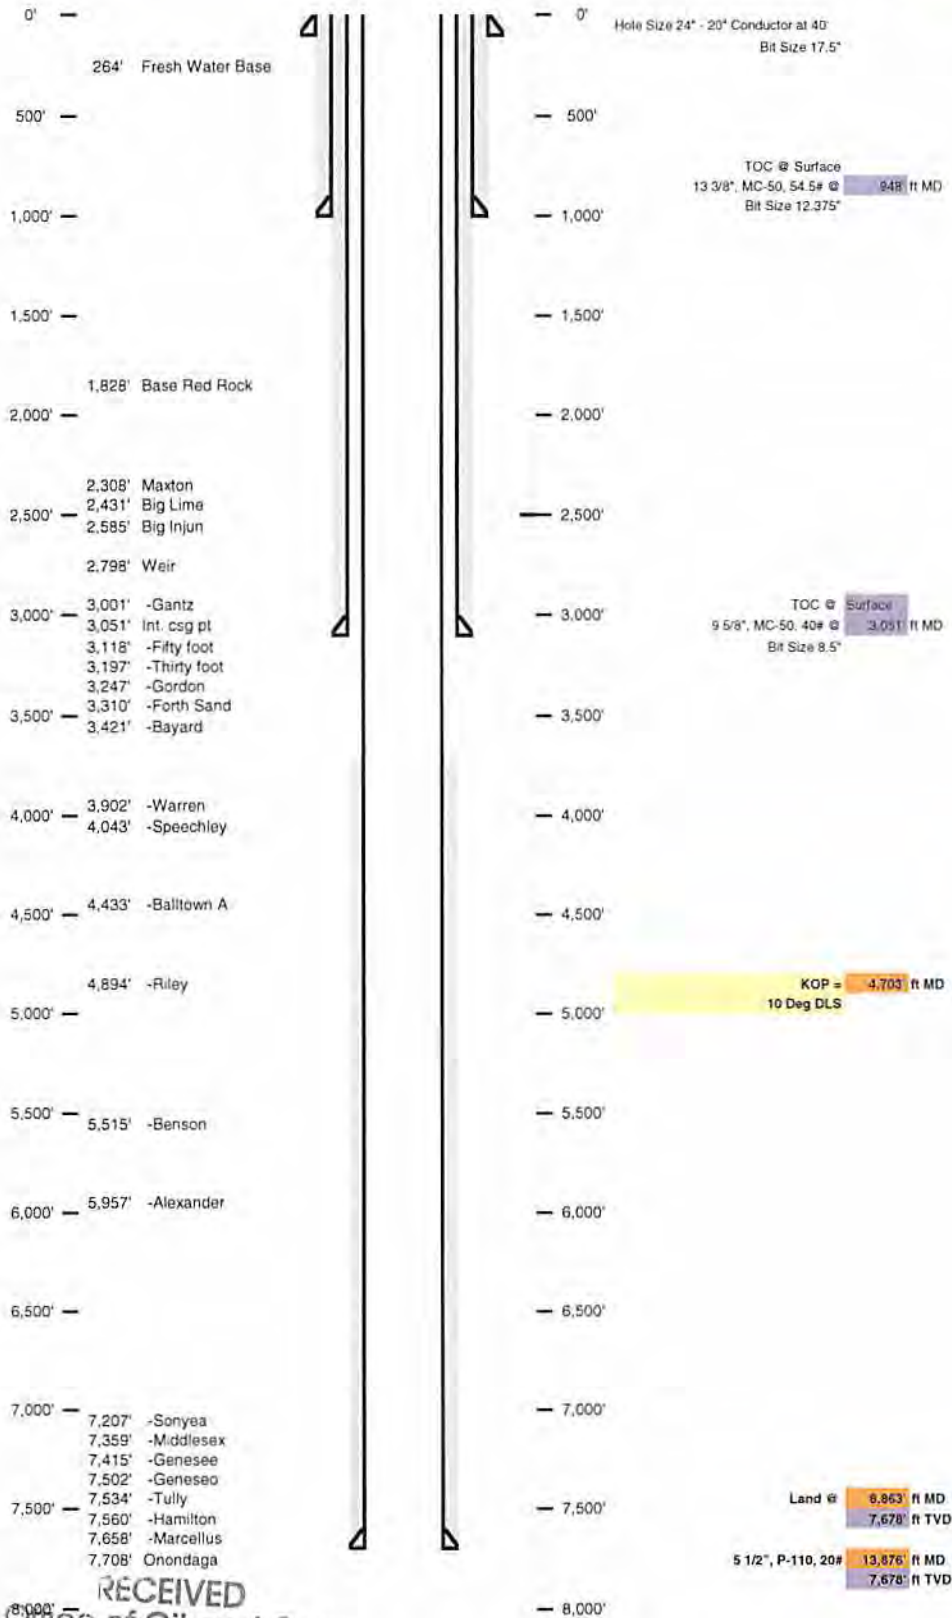 0' 0' Hole Size 24" - 20" Conductor at 40'
Bit Size 17.5"
264' Fresh Water Base
500' 500'
TOC @ Surface
13 3/8", MC-50, 54.5# @ 948' ft MD
1,000' 1,000' Bit Size 12.375"
1,500' 1,500'
1,828' Base Red Rock
2,000' 2,000'
2,308' Maxton
2,431' Big Lime
2,500' 2,500'
2,585' Big Injun
2,798' Weir
3,001' -Gantz TOC @ Surface
3,000' 3,000'
3,051' Int. csg pt 9 5/8", MC-50, 40# @ 3,051' ft MD
3,118' -Fifty foot Bit Size 8.5"
3,197' -Thirty foot
3,247' -Gordon
3,310' -Forth Sand
3,500' 3,500'
3,421' -Bayard
3,902' -Warren
4,000' 4,000'
4,043' -Speechley
4,433' -Balltown A
4,500' 4,500'
4,894' -Riley KOP = 4,703' ft MD
10 Deg DLS
5,000' 5,000'
5,500' 5,500'
5,515' -Benson
5,957' -Alexander
6,000' 6,000'
6,500' 6,500'
7,000' 7,000'
7,207' -Sonyea
7,359' -Middlesex
7,415' -Genesee
7,502' -Geneseo
7,534' -Tully Land @ ft MD
7,500' 7,500'
7,560' -Hamilton 7,678' ft TVD
7,658' -Marcellus
7,708' Onondaga 5 1/2", P-110, 20# 13,876' ft MD
7,678' ft TVD
RECEIVED
8,000' 8,000'